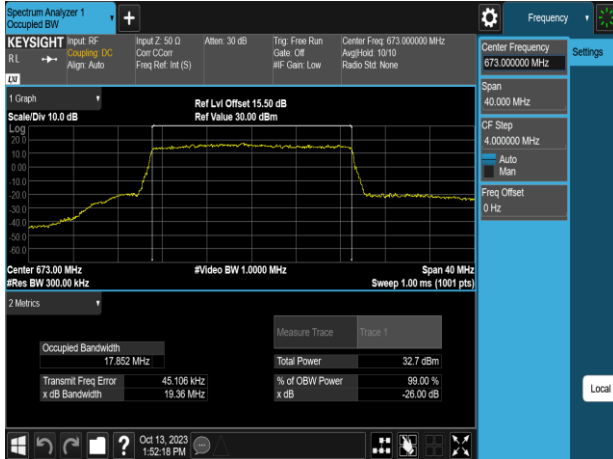 Spectrum Analyzer 1
Occupied BW
+
Frequency
KEYSIGHT
RL
LXI
Input: RF
Coupling: DC
Align: Auto
Input Z: 50 Ω
Corr CCorr
Freq Ref: Int (S)
Atten: 30 dB
Trig: Free Run
Gate: Off
#IF Gain: Low
Center Freq: 673.000000 MHz
Avg|Hold: 10/10
Radio Std: None
Center Frequency
673.000000 MHz
Settings
Span
40.000 MHz
CF Step
4.000000 MHz
Auto
Man
Freq Offset
0 Hz
Local
1 Graph
Scale/Div 10.0 dB
Ref Lvl Offset 15.50 dB
Ref Value 30.00 dBm
Log
20.0
10.0
0.00
-10.0
-20.0
-30.0
-40.0
-50.0
-60.0
Center 673.00 MHz
#Res BW 300.00 kHz
#Video BW 1.0000 MHz
Span 40 MHz
Sweep 1.00 ms (1001 pts)
2 Metrics
Measure Trace
Trace 1
Occupied Bandwidth
17.852 MHz
Total Power
32.7 dBm
Transmit Freq Error
45.106 kHz
% of OBW Power
99.00 %
x dB Bandwidth
19.36 MHz
x dB
-26.00 dB
?
Oct 13, 2023
1:52:18 PM